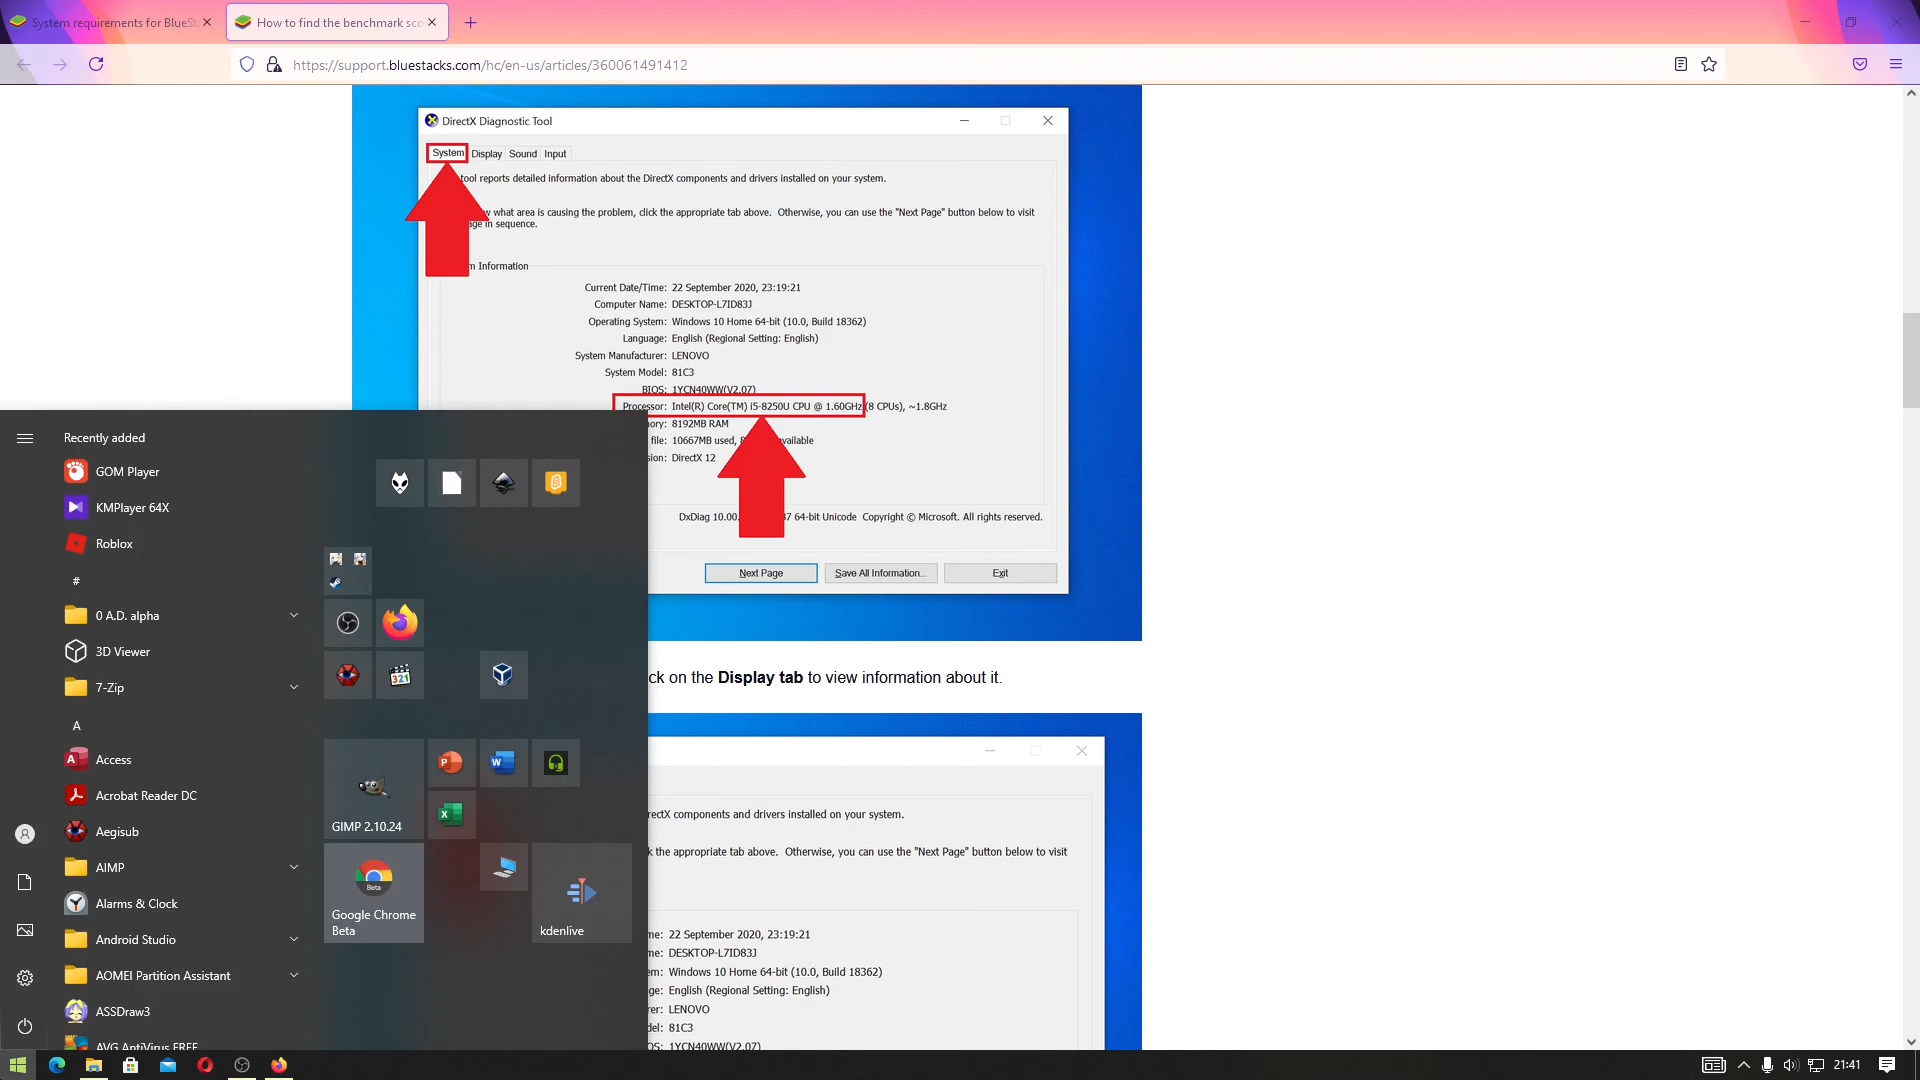 System requirements for BlueSt
How to find the benchmark sco
https://support.bluestacks.com/hc/en-us/articles/360061491412
DirectX Diagnostic Tool
System Display Sound Input
tool reports detailed information about the DirectX components and drivers installed on your system.
what area is causing the problem, click the appropriate tab above. Otherwise, you can use the "Next Page" button below to visit
in sequence.
Information
Current Date/Time: 22 September 2020, 23:19:21
Computer Name: DESKTOP-L7ID83J
Operating System: Windows 10 Home 64-bit (10.0, Build 18362)
Language: English (Regional Setting: English)
System Manufacturer: LENOVO
System Model: 81C3
BIOS: 1YCN40WW(V2.07)
Processor: Intel(R) Core(TM) i5-8250U CPU @ 1.60GHz (8 CPUs), ~1.8GHz
ory: 8192MB RAM
file: 10667MB used, available
sion: DirectX 12
DxDiag 10.00. 37 64-bit Unicode Copyright © Microsoft. All rights reserved.
Next Page Save All Information... Exit
ck on the Display tab to view information about it.
rectX components and drivers installed on your system.
k the appropriate tab above. Otherwise, you can use the "Next Page" button below to visit
me: 22 September 2020, 23:19:21
me: DESKTOP-L7ID83J
em: Windows 10 Home 64-bit (10.0, Build 18362)
ge: English (Regional Setting: English)
rer: LENOVO
del: 81C3
OS: 1YCN40WW(V2.07)
Recently added
GOM Player
KMPlayer 64X
Roblox
#
0 A.D. alpha
3D Viewer
7-Zip
A
Access
Acrobat Reader DC
Aegisub
AIMP
Alarms & Clock
Android Studio
AOMEI Partition Assistant
ASSDraw3
AVG AntiVirus FREE
321
P
W
GIMP 2.10.24
X
Beta
Google Chrome
Beta
kdenlive
21:41